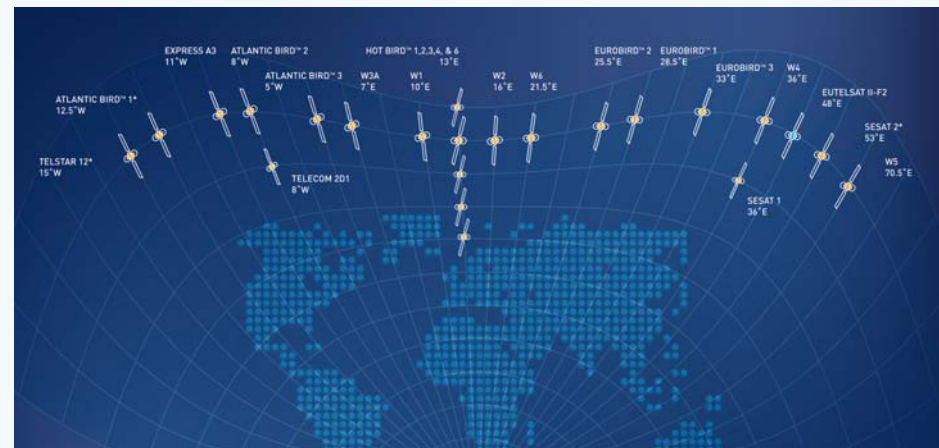 EXPRESS A3
11°W
ATLANTIC BIRD™ 2
8°W
HOT BIRD™ 1,2,3,4, & 6
13°E
EUROBIRD™ 2
25.5°E
EUROBIRD™ 1
28.5°E
ATLANTIC BIRD™ 3
5°W
W3A
7°E
W1
10°E
W2
16°E
W6
21.5°E
EUROBIRD™ 3
33°E
W4
36°E
ATLANTIC BIRD™ 1*
12.5°W
EUTELSAT II-F2
48°E
SESAT 2*
53°E
TELSTAR 12*
15°W
W5
70.5°E
TELECOM 2D1
8°W
SESAT 1
36°E